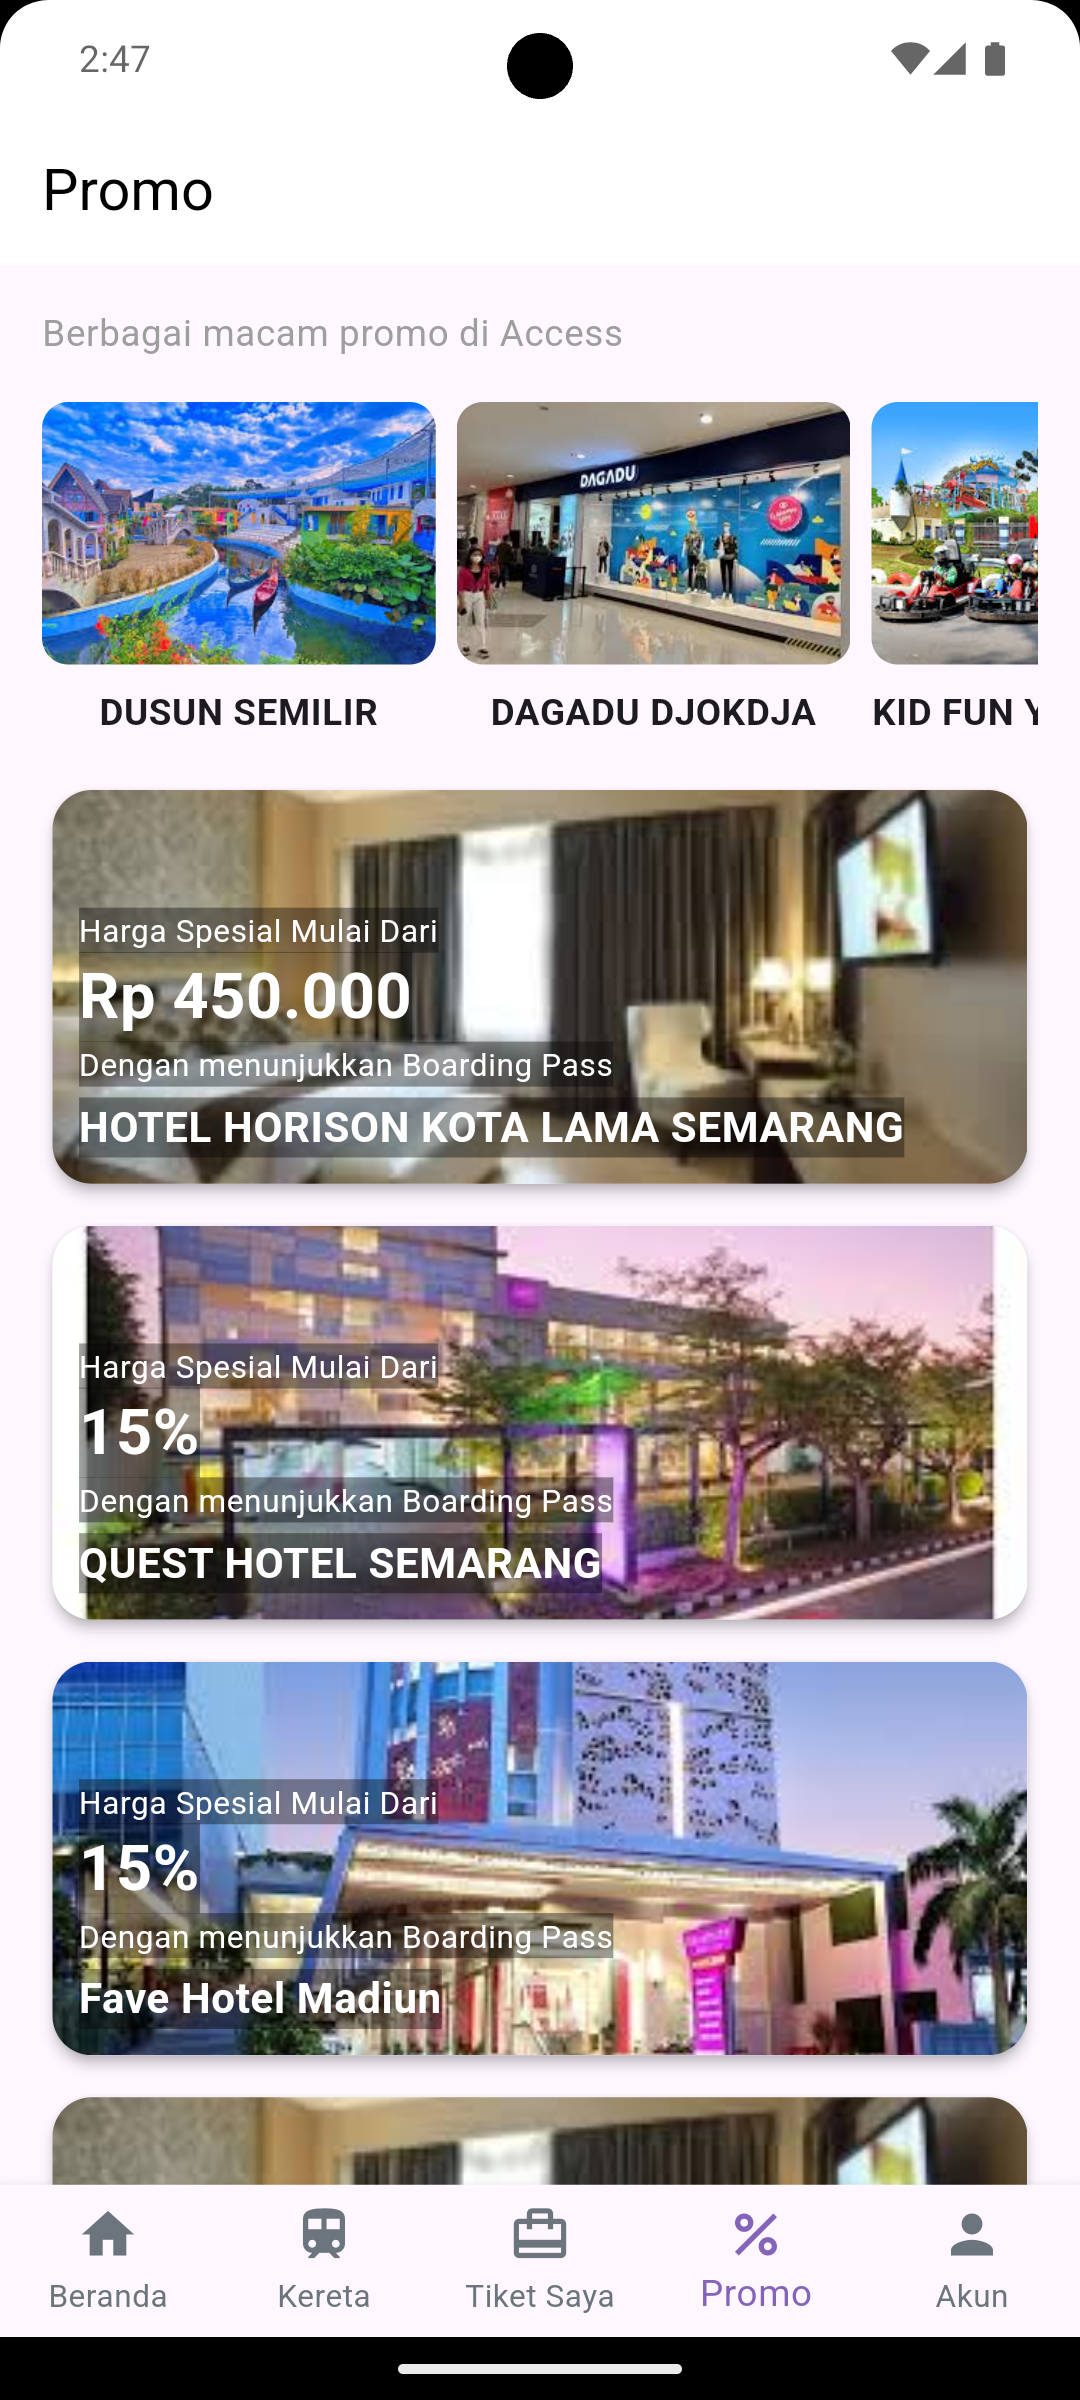 2:47
Promo
Berbagai macam promo di Access
DAGADU
DUSUN SEMILIR
DAGADU DJOKDJA
KID FUN Y
Harga Spesial Mulai Dari
Rp 450.000
Dengan menunjukkan Boarding Pass
HOTEL HORISON KOTA LAMA SEMARANG
Harga Spesial Mulai Dari
15%
Dengan menunjukkan Boarding Pass
QUEST HOTEL SEMARANG
Harga Spesial Mulai Dari
15%
Dengan menunjukkan Boarding Pass
Fave Hotel Madiun
Beranda
Kereta
Tiket Saya
Promo
Akun